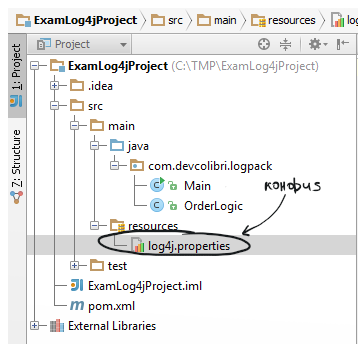 ExamLog4jProject src main resources
1: Project
Z: Structure
Project
ExamLog4jProject (C:\TMP\ExamLog4jProject)
.idea
src
main
java
com.devcolibri.logpack
Main
OrderLogic
конфиг
resources
log4j.properties
test
ExamLog4jProject.iml
pom.xml
External Libraries